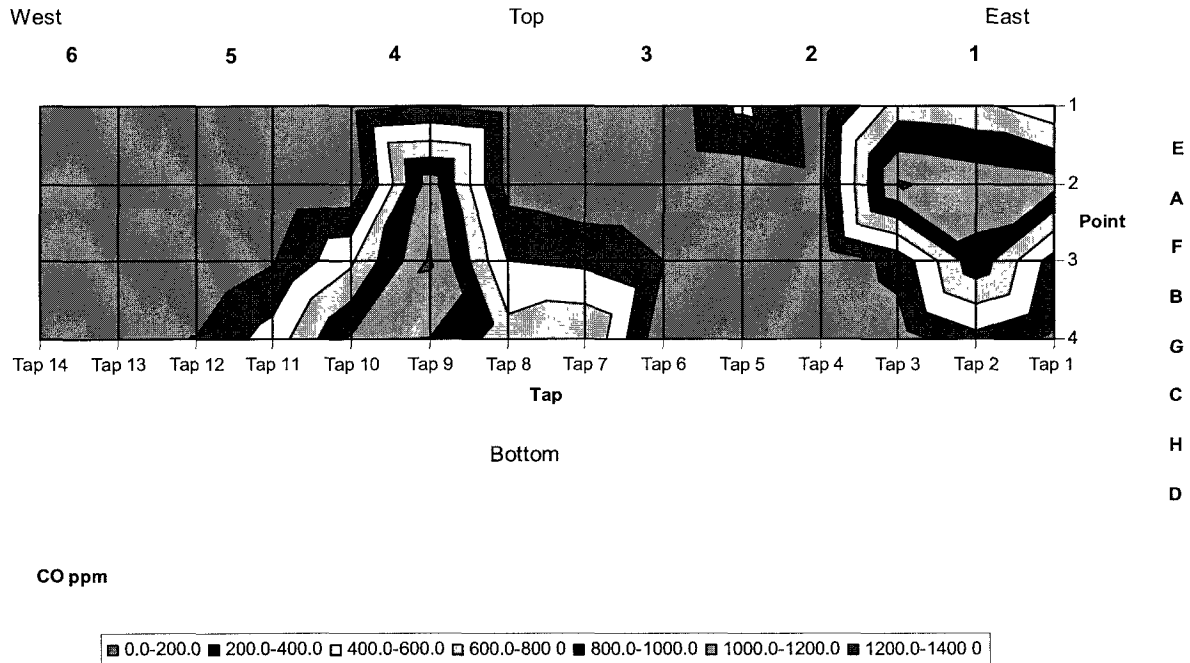 West Top East
6 5 4 3 2 1
1
E
2
A
Point
F
3
B
4
G
Tap 14 Tap 13 Tap 12 Tap 11 Tap 10 Tap 9 Tap 8 Tap 7 Tap 6 Tap 5 Tap 4 Tap 3 Tap 2 Tap 1
Tap
C
Bottom
H
D
CO ppm
0.0-200.0 200.0-400.0 400.0-600.0 600.0-800 0 800.0-1000.0 1000.0-1200.0 1200.0-1400 0